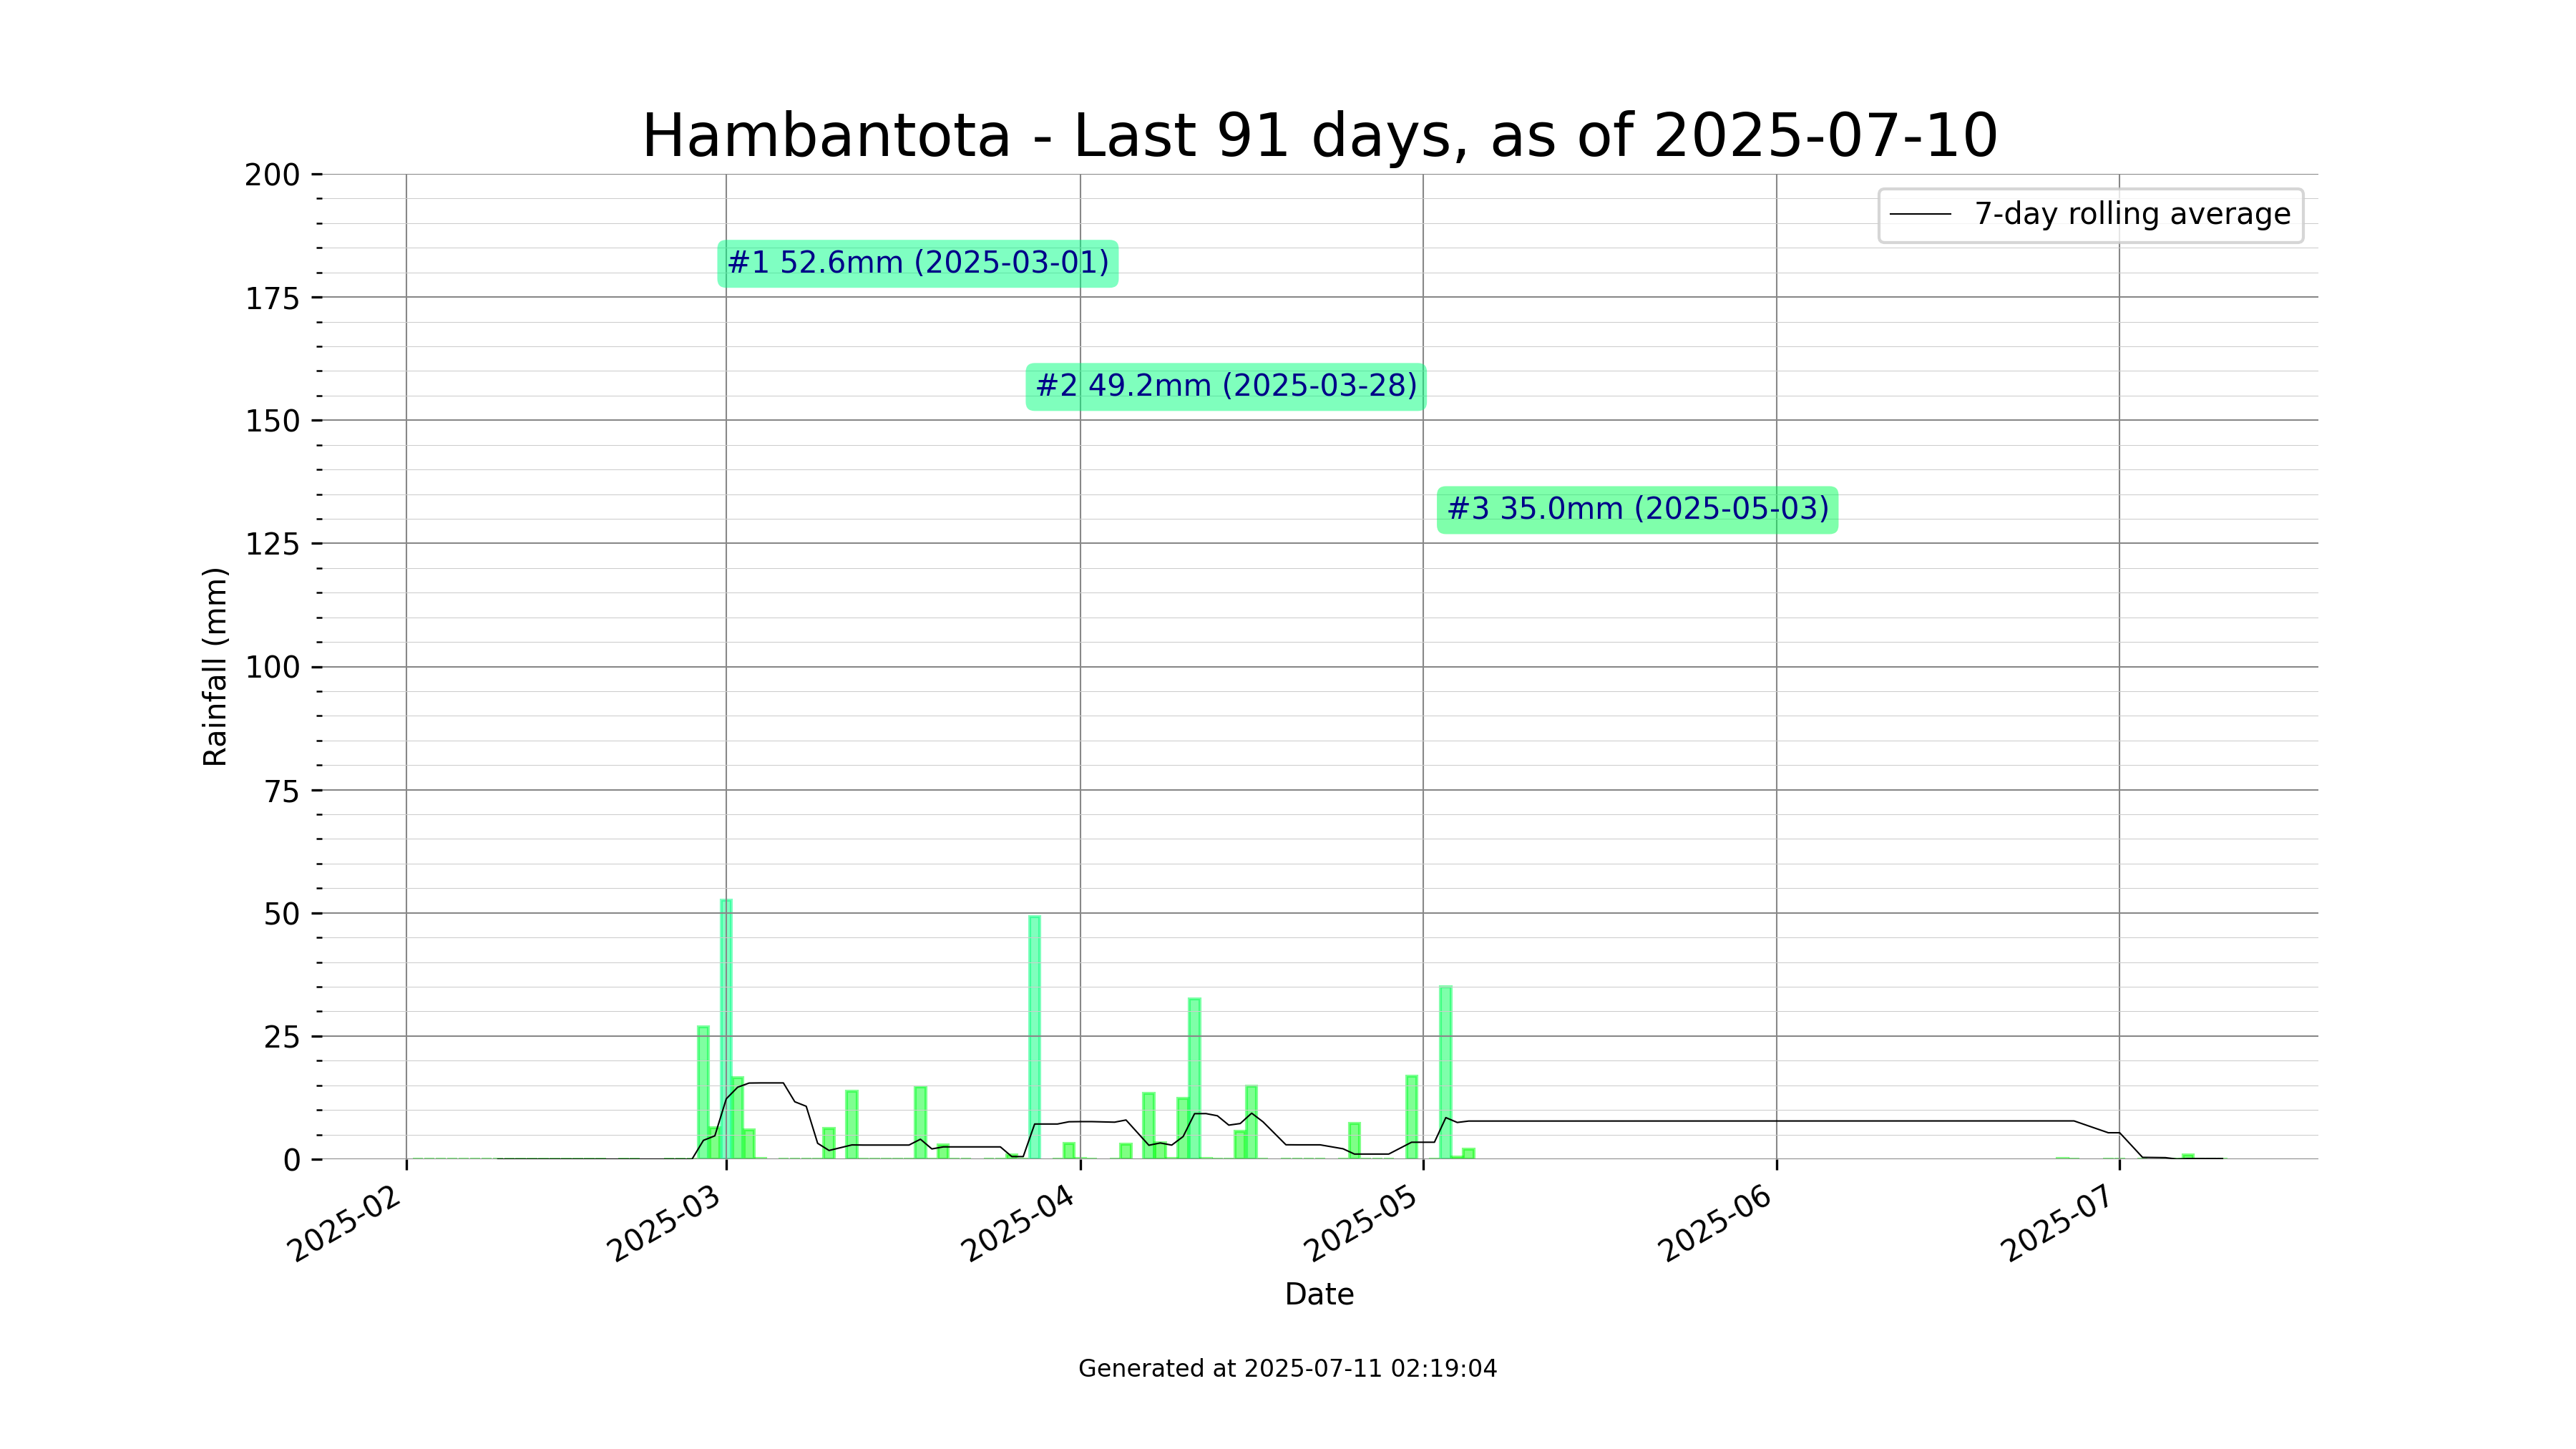 Hambantota - Last 91 days, as of 2025-07-10
200
175
150
125
100
75
50
25
0
Rainfall (mm)
7-day rolling average
#1 52.6mm (2025-03-01)
#2 49.2mm (2025-03-28)
#3 35.0mm (2025-05-03)
2025-02
2025-03
2025-04
2025-05
2025-06
2025-07
Date
Generated at 2025-07-11 02:19:04